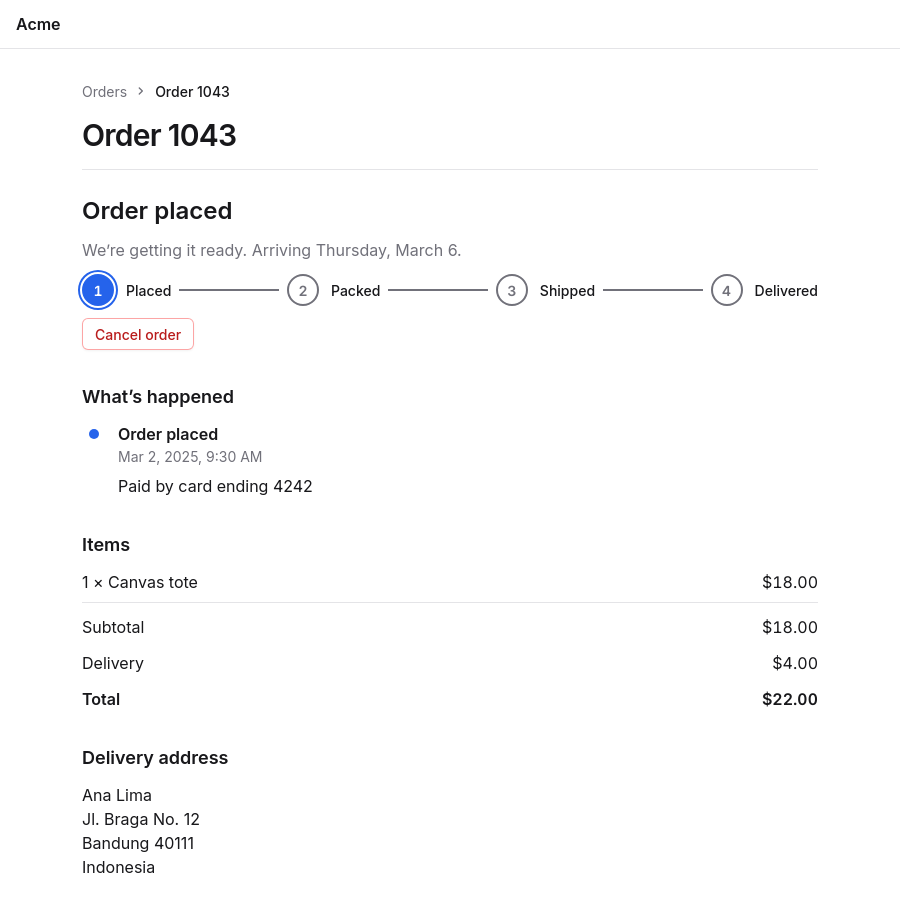 Acme
Orders > Order 1043
Order 1043
Order placed
We’re getting it ready. Arriving Thursday, March 6.
1 Placed 2 Packed 3 Shipped 4 Delivered
Cancel order
What’s happened
Order placed
Mar 2, 2025, 9:30 AM
Paid by card ending 4242
Items
1 × Canvas tote $18.00
Subtotal $18.00
Delivery $4.00
Total $22.00
Delivery address
Ana Lima
Jl. Braga No. 12
Bandung 40111
Indonesia